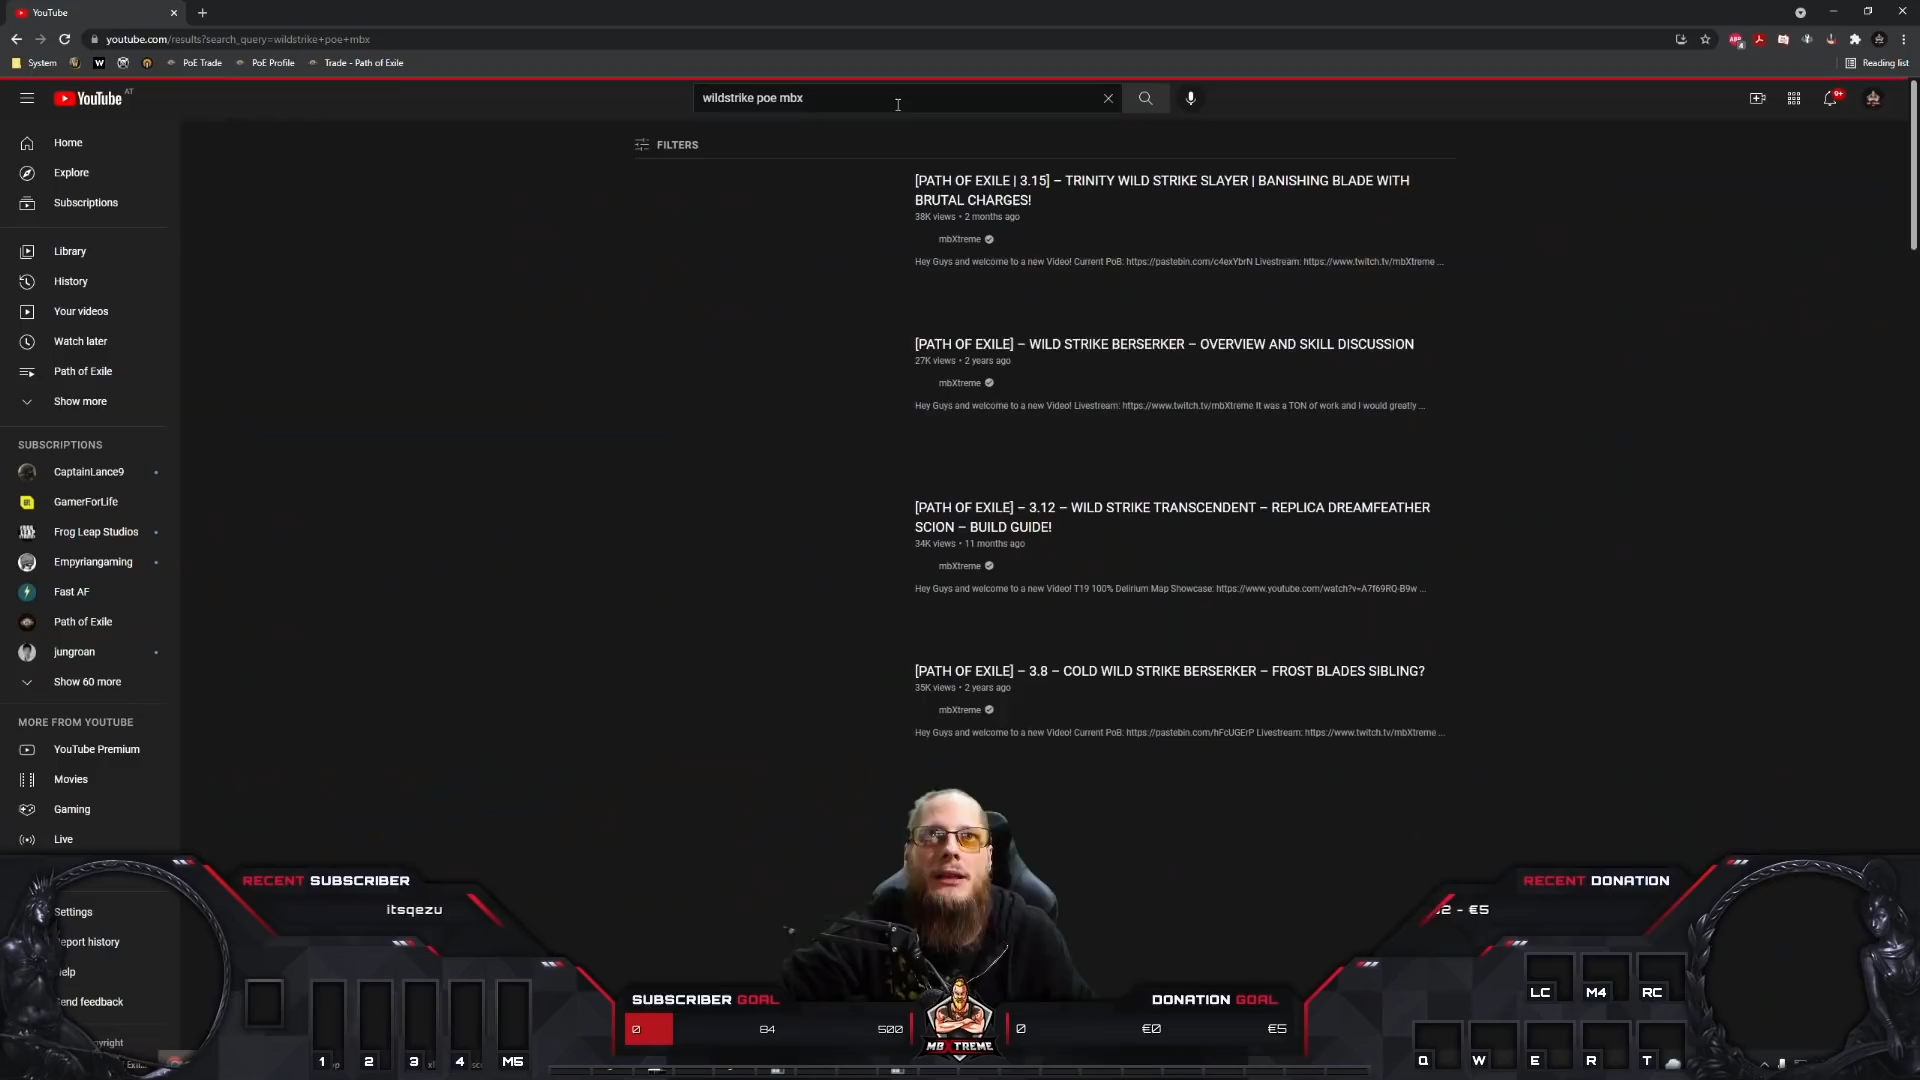 YouTube
youtube.com/results?search_query=wildstrike+poe+mbx
System
PoE Trade
PoE Profile
Trade - Path of Exile
Reading list
YouTube AT
wildstrike poe mbx
9+
Home
Explore
Subscriptions
Library
History
Your videos
Watch later
Path of Exile
Show more
SUBSCRIPTIONS
CaptainLance9
GamerForLife
Frog Leap Studios
Empyriangaming
Fast AF
Path of Exile
jungroan
Show 60 more
MORE FROM YOUTUBE
YouTube Premium
Movies
Gaming
Live
Settings
Report history
Help
Send feedback
FILTERS
[PATH OF EXILE | 3.15] – TRINITY WILD STRIKE SLAYER | BANISHING BLADE WITH
BRUTAL CHARGES!
38K views • 2 months ago
mbXtreme
Hey Guys and welcome to a new Video! Current PoB: https://pastebin.com/c4exYbrN Livestream: https://www.twitch.tv/mbXtreme ...
[PATH OF EXILE] – WILD STRIKE BERSERKER – OVERVIEW AND SKILL DISCUSSION
27K views • 2 years ago
mbXtreme
Hey Guys and welcome to a new Video! Livestream: https://www.twitch.tv/mbXtreme It was a TON of work and I would greatly ...
[PATH OF EXILE] – 3.12 – WILD STRIKE TRANSCENDENT – REPLICA DREAMFEATHER
SCION – BUILD GUIDE!
34K views • 11 months ago
mbXtreme
Hey Guys and welcome to a new Video! T19 100% Delirium Map Showcase: https://www.youtube.com/watch?v=A7f69RQ-B9w ...
[PATH OF EXILE] – 3.8 – COLD WILD STRIKE BERSERKER – FROST BLADES SIBLING?
35K views • 2 years ago
mbXtreme
Hey Guys and welcome to a new Video! Current PoB: https://pastebin.com/hFcUGErP Livestream: https://www.twitch.tv/mbXtreme ...
RECENT SUBSCRIBER
itsqezu
RECENT DONATION
2 - €5
SUBSCRIBER GOAL
0 84 500
DONATION GOAL
0 €0 €5
MBXTREME
1 2 3 4 M5
LC M4 RC
Q W E R T